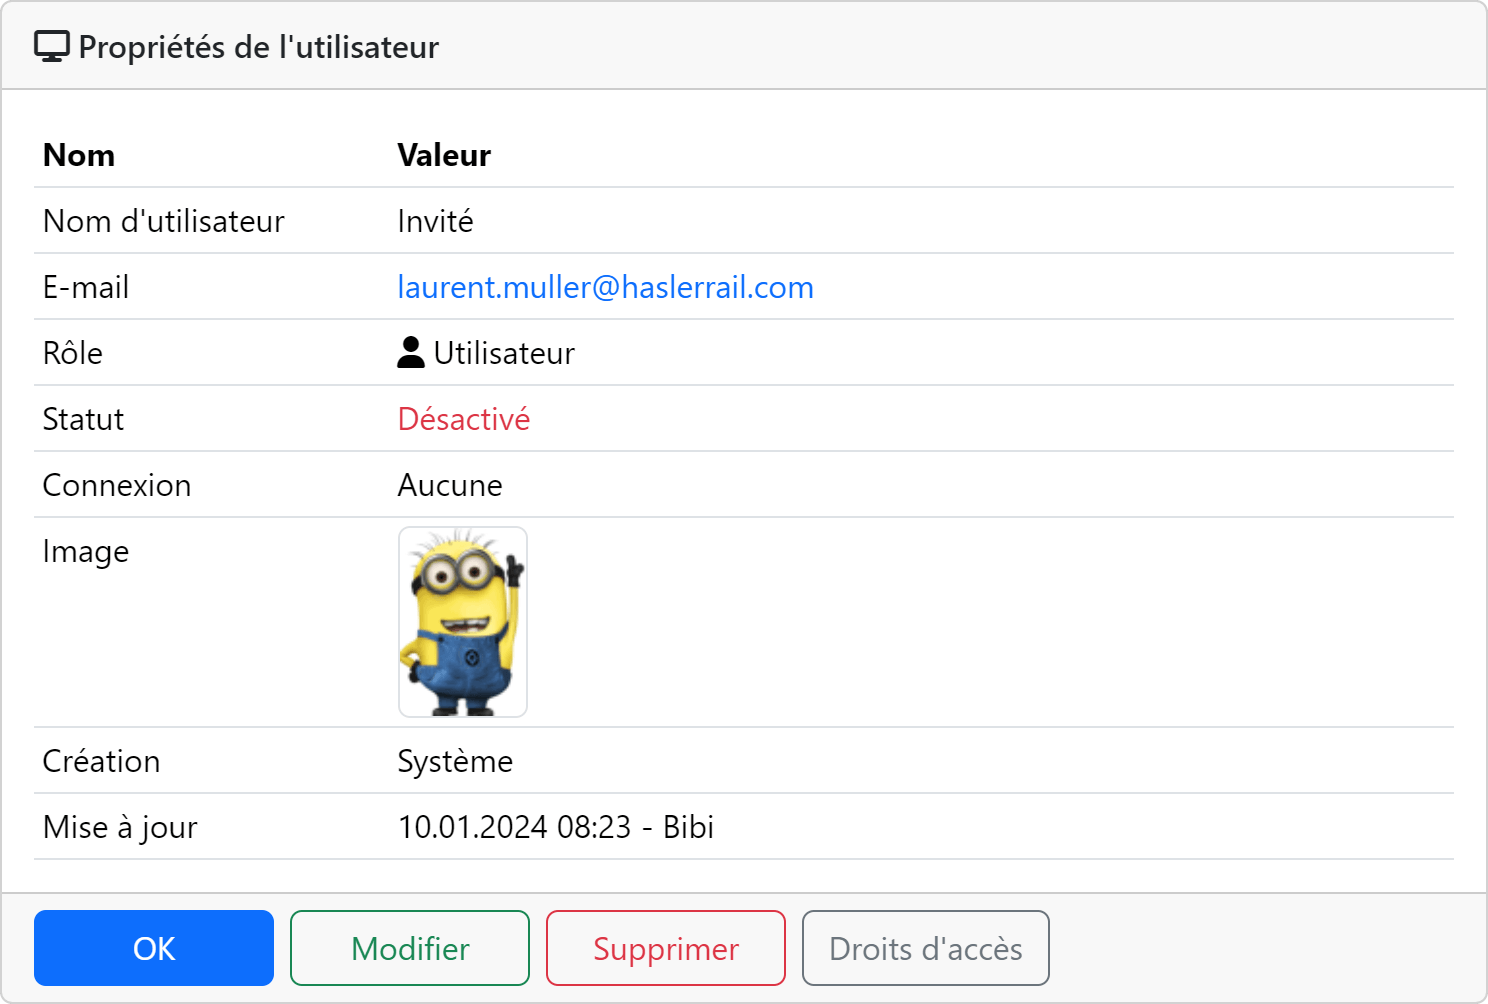 Propriétés de l'utilisateur
Nom Valeur
Nom d'utilisateur Invité
E-mail laurent.muller@haslerrail.com
Rôle Utilisateur
Statut Désactivé
Connexion Aucune
Image
Création Système
Mise à jour 10.01.2024 08:23 - Bibi
OK Modifier Supprimer Droits d'accès